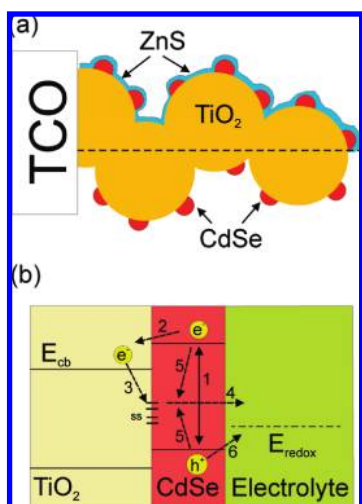 (a)
ZnS
TCO
TiO2
CdSe
(b)
2
e
e-
Ecb
5
1
3
4
ss
5
h+
6
Eredox
TiO2
CdSe
Electrolyte